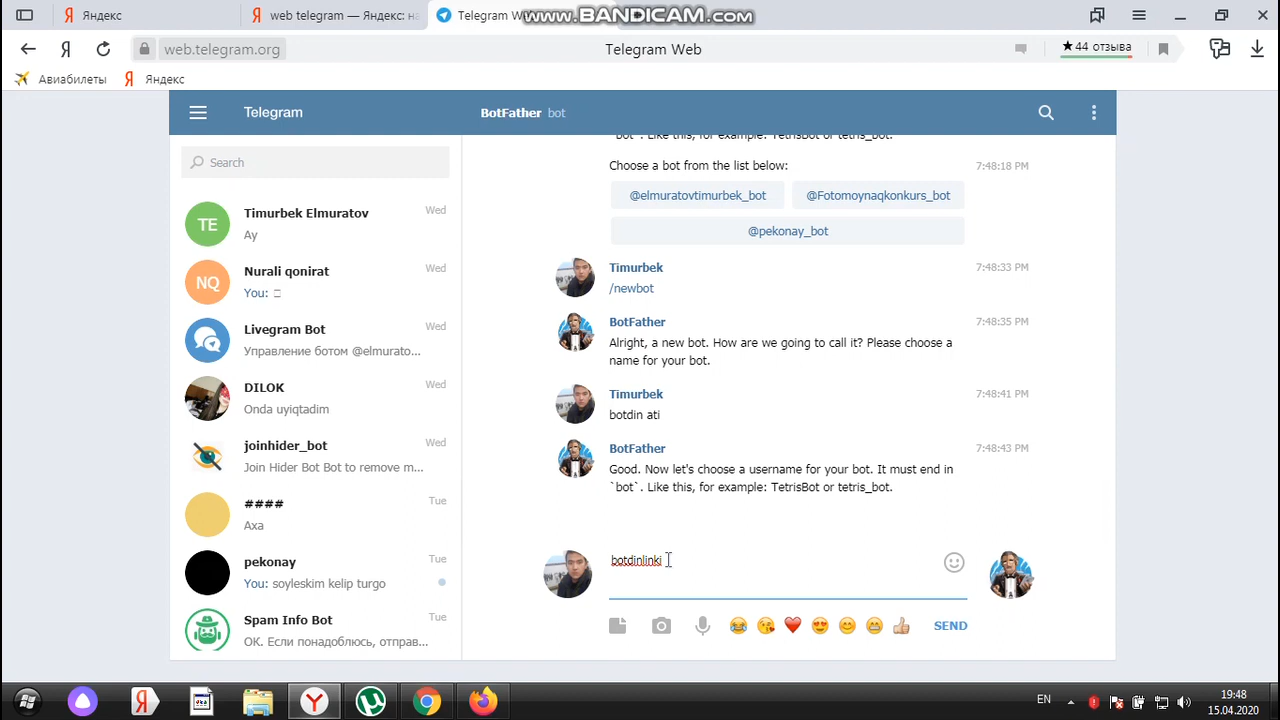 Яндекс
web telegram — Яндекс: на
Telegram W
www.BANDICAM.com
web.telegram.org
Telegram Web
★44 отзыва
Авиабилеты
Яндекс
Telegram
BotFather bot
Search
Timurbek Elmuratov
Wed
Ау
Nurali qonirat
Wed
You:
Livegram Bot
Wed
Управление ботом @elmurato...
DILOK
Wed
Onda uyiqtadim
joinhider_bot
Wed
Join Hider Bot Bot to remove m...
####
Tue
Аха
pekonay
Tue
You: soyleskim kelip turgo
Spam Info Bot
Tue
ОК. Если понадоблюсь, отправ...
`bot`. Like this, for example: TetrisBot or tetris_bot.
Choose a bot from the list below:
7:48:18 PM
@elmuratovtimurbek_bot
@Fotomoynaqkonkurs_bot
@pekonay_bot
Timurbek
7:48:33 PM
/newbot
BotFather
7:48:35 PM
Alright, a new bot. How are we going to call it? Please choose a
name for your bot.
Timurbek
7:48:41 PM
botdin ati
BotFather
7:48:43 PM
Good. Now let's choose a username for your bot. It must end in
`bot`. Like this, for example: TetrisBot or tetris_bot.
botdinlinki
SEND
EN
19:48
15.04.2020